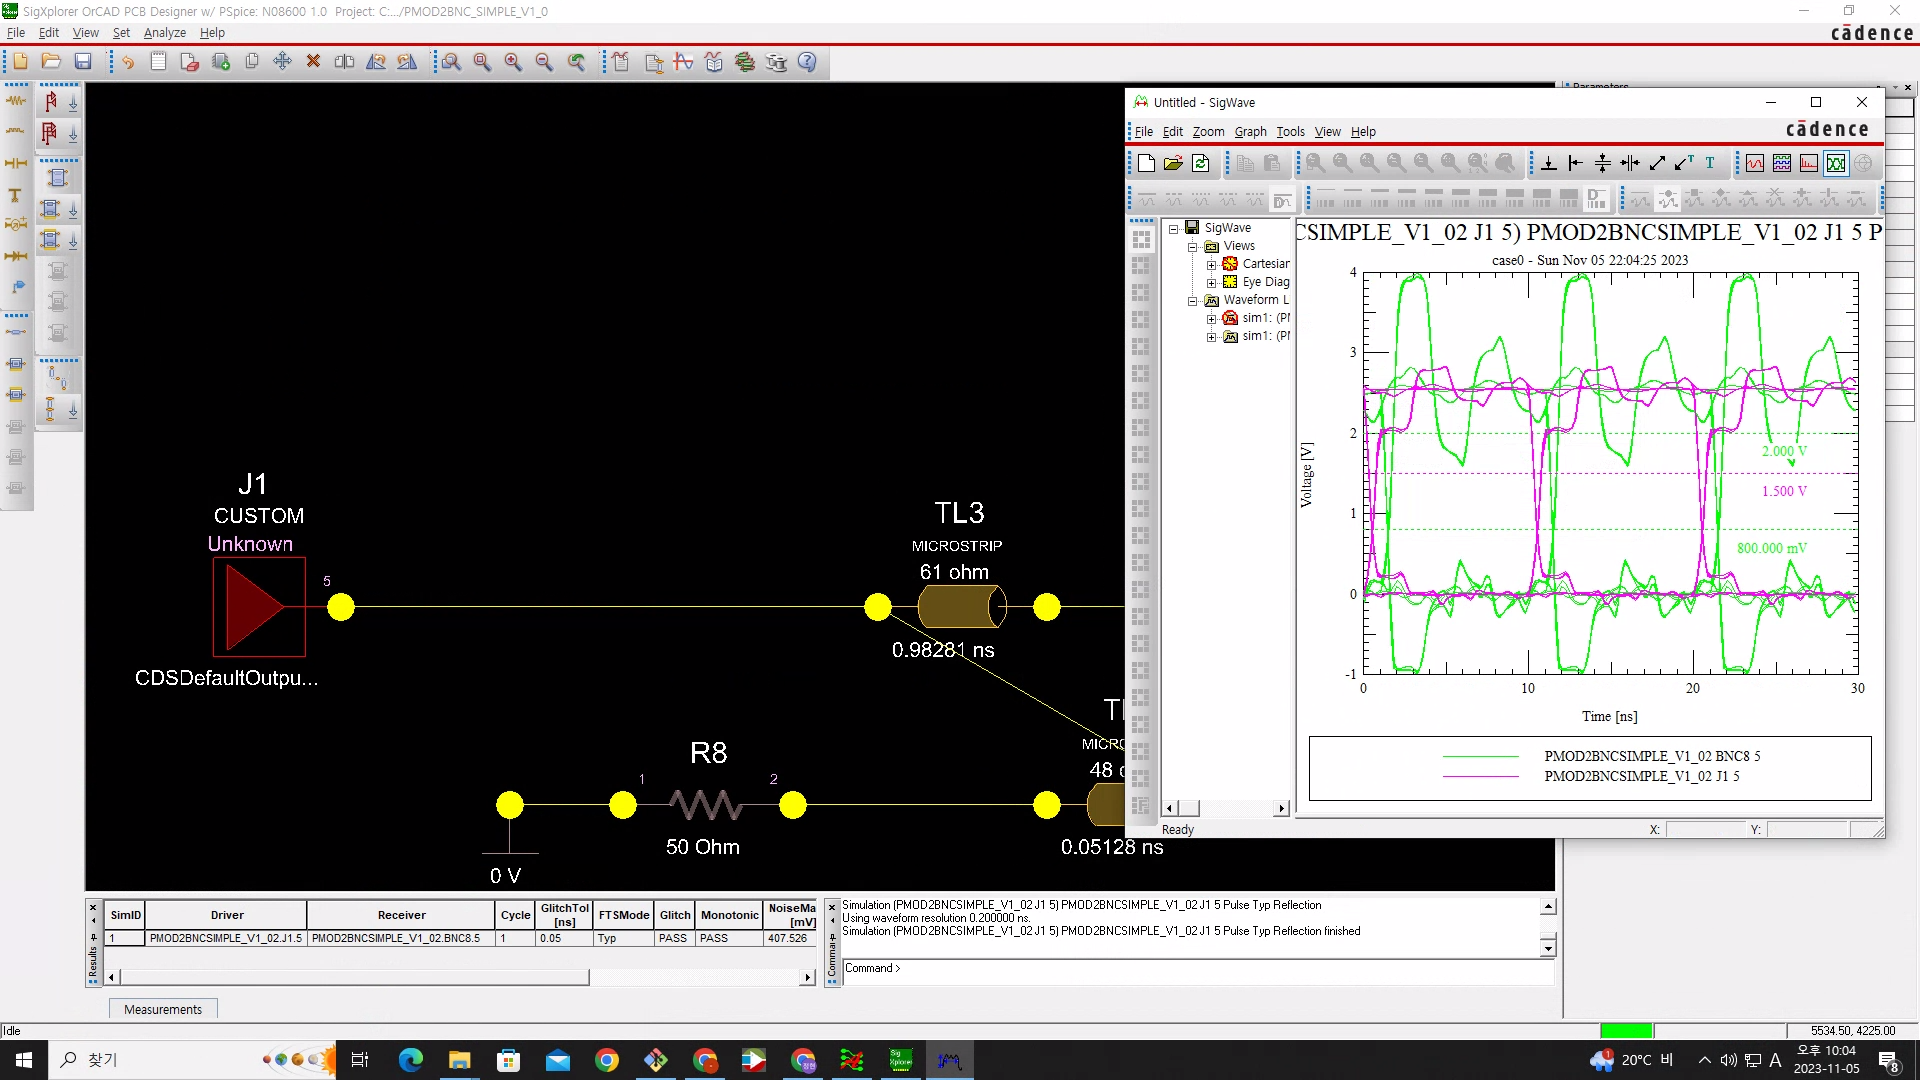 SigXplorer OrCAD PCB Designer w/ PSpice: N08600 1.0 Project: C:.../PMOD2BNC_SIMPLE_V1_0
File Edit View Set Analyze Help
cādence
Parameters
J1
CUSTOM
Unknown
5
CDSDefaultOutpu...
TL3
MICROSTRIP
61 ohm
0.98281 ns
R8
1
2
50 Ohm
0 V
48
0.05128 ns
Untitled - SigWave
File Edit Zoom Graph Tools View Help
cādence
SigWave
Views
Cartesian
Eye Diag
Waveform L
sim1: (P
sim1: (P
CSIMPLE_V1_02 J1 5) PMOD2BNCSIMPLE_V1_02 J1 5 P
case0 - Sun Nov 05 22:04:25 2023
4
3
2
1
0
-1
Voltage [V]
2.000 V
1.500 V
800.000 mV
0 10 20 30
Time [ns]
PMOD2BNCSIMPLE_V1_02 BNC8 5
PMOD2BNCSIMPLE_V1_02 J1 5
Ready
X:
Y:
SimID Driver Receiver Cycle GlitchTol [ns] FTSMode Glitch Monotonic NoiseMa [mV]
1 PMOD2BNCSIMPLE_V1_02.J1.5 PMOD2BNCSIMPLE_V1_02.BNC8.5 1 0.05 Typ PASS PASS 407.526
Results
Measurements
Simulation (PMOD2BNCSIMPLE_V1_02 J1 5) PMOD2BNCSIMPLE_V1_02 J1 5 Pulse Typ Reflection
Using waveform resolution 0.200000 ns.
Simulation (PMOD2BNCSIMPLE_V1_02 J1 5) PMOD2BNCSIMPLE_V1_02 J1 5 Pulse Typ Reflection finished
Command >
Idle
5534.50, 4225.00
찾기
20°C 비
A
오후 10:04
2023-11-05
8